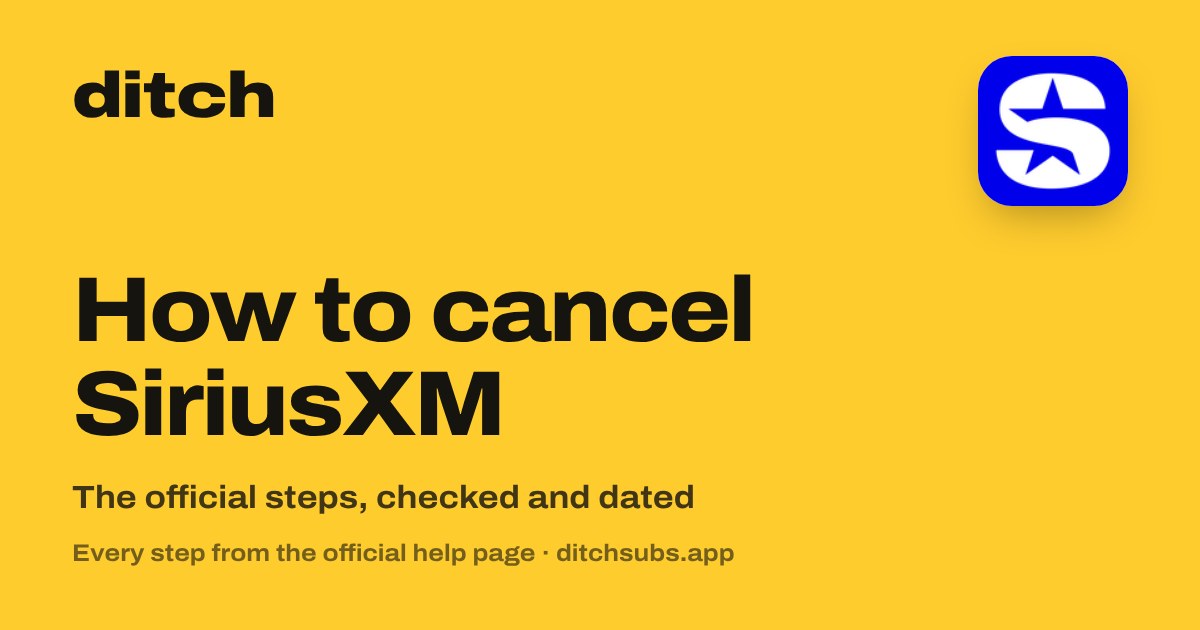 ditch
S
How to cancel
SiriusXM
The official steps, checked and dated
Every step from the official help page · ditchsubs.app